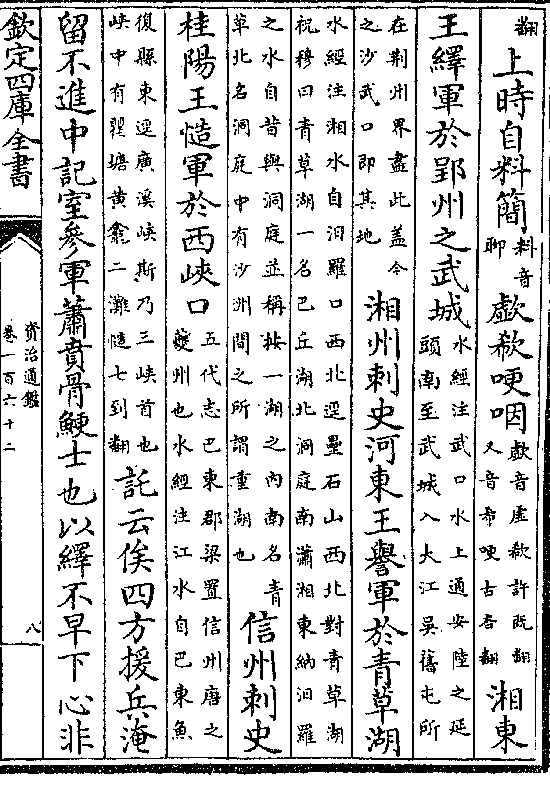 翻上時自料簡料音聊歔欷哽咽歔音虛欷許既翻又音希哽古杏翻湘東
王繹軍於郢州之武城水經注武口水上通安陸之延頭南至武城入大江吳舊屯所
在荆州界盡此蓋今之沙武口即其地湘州刺史河東王譽軍於青草湖
水經注湘水自汨羅口西北逕壘石山西北對青草湖祝穆曰青草湖一名巴丘湖北洞庭南瀟湘東納汨羅
之水自昔與洞庭並稱按一湖之内南名青草北名洞庭中有沙洲間之所謂重湖也信州刺史
桂陽王慥軍於西峽口五代志巴東郡梁置信州唐之夔州也水經注江水自巴東魚
復縣東逕廣溪峽斯乃三峽首也峽中有瞿塘黄龕二灘慥七到翻託云俟四方援兵淹
留不進中記室參軍蕭賁骨鯁士也以繹不早下心非
欽定四庫全書
資治通鑑
卷一百六十二
八